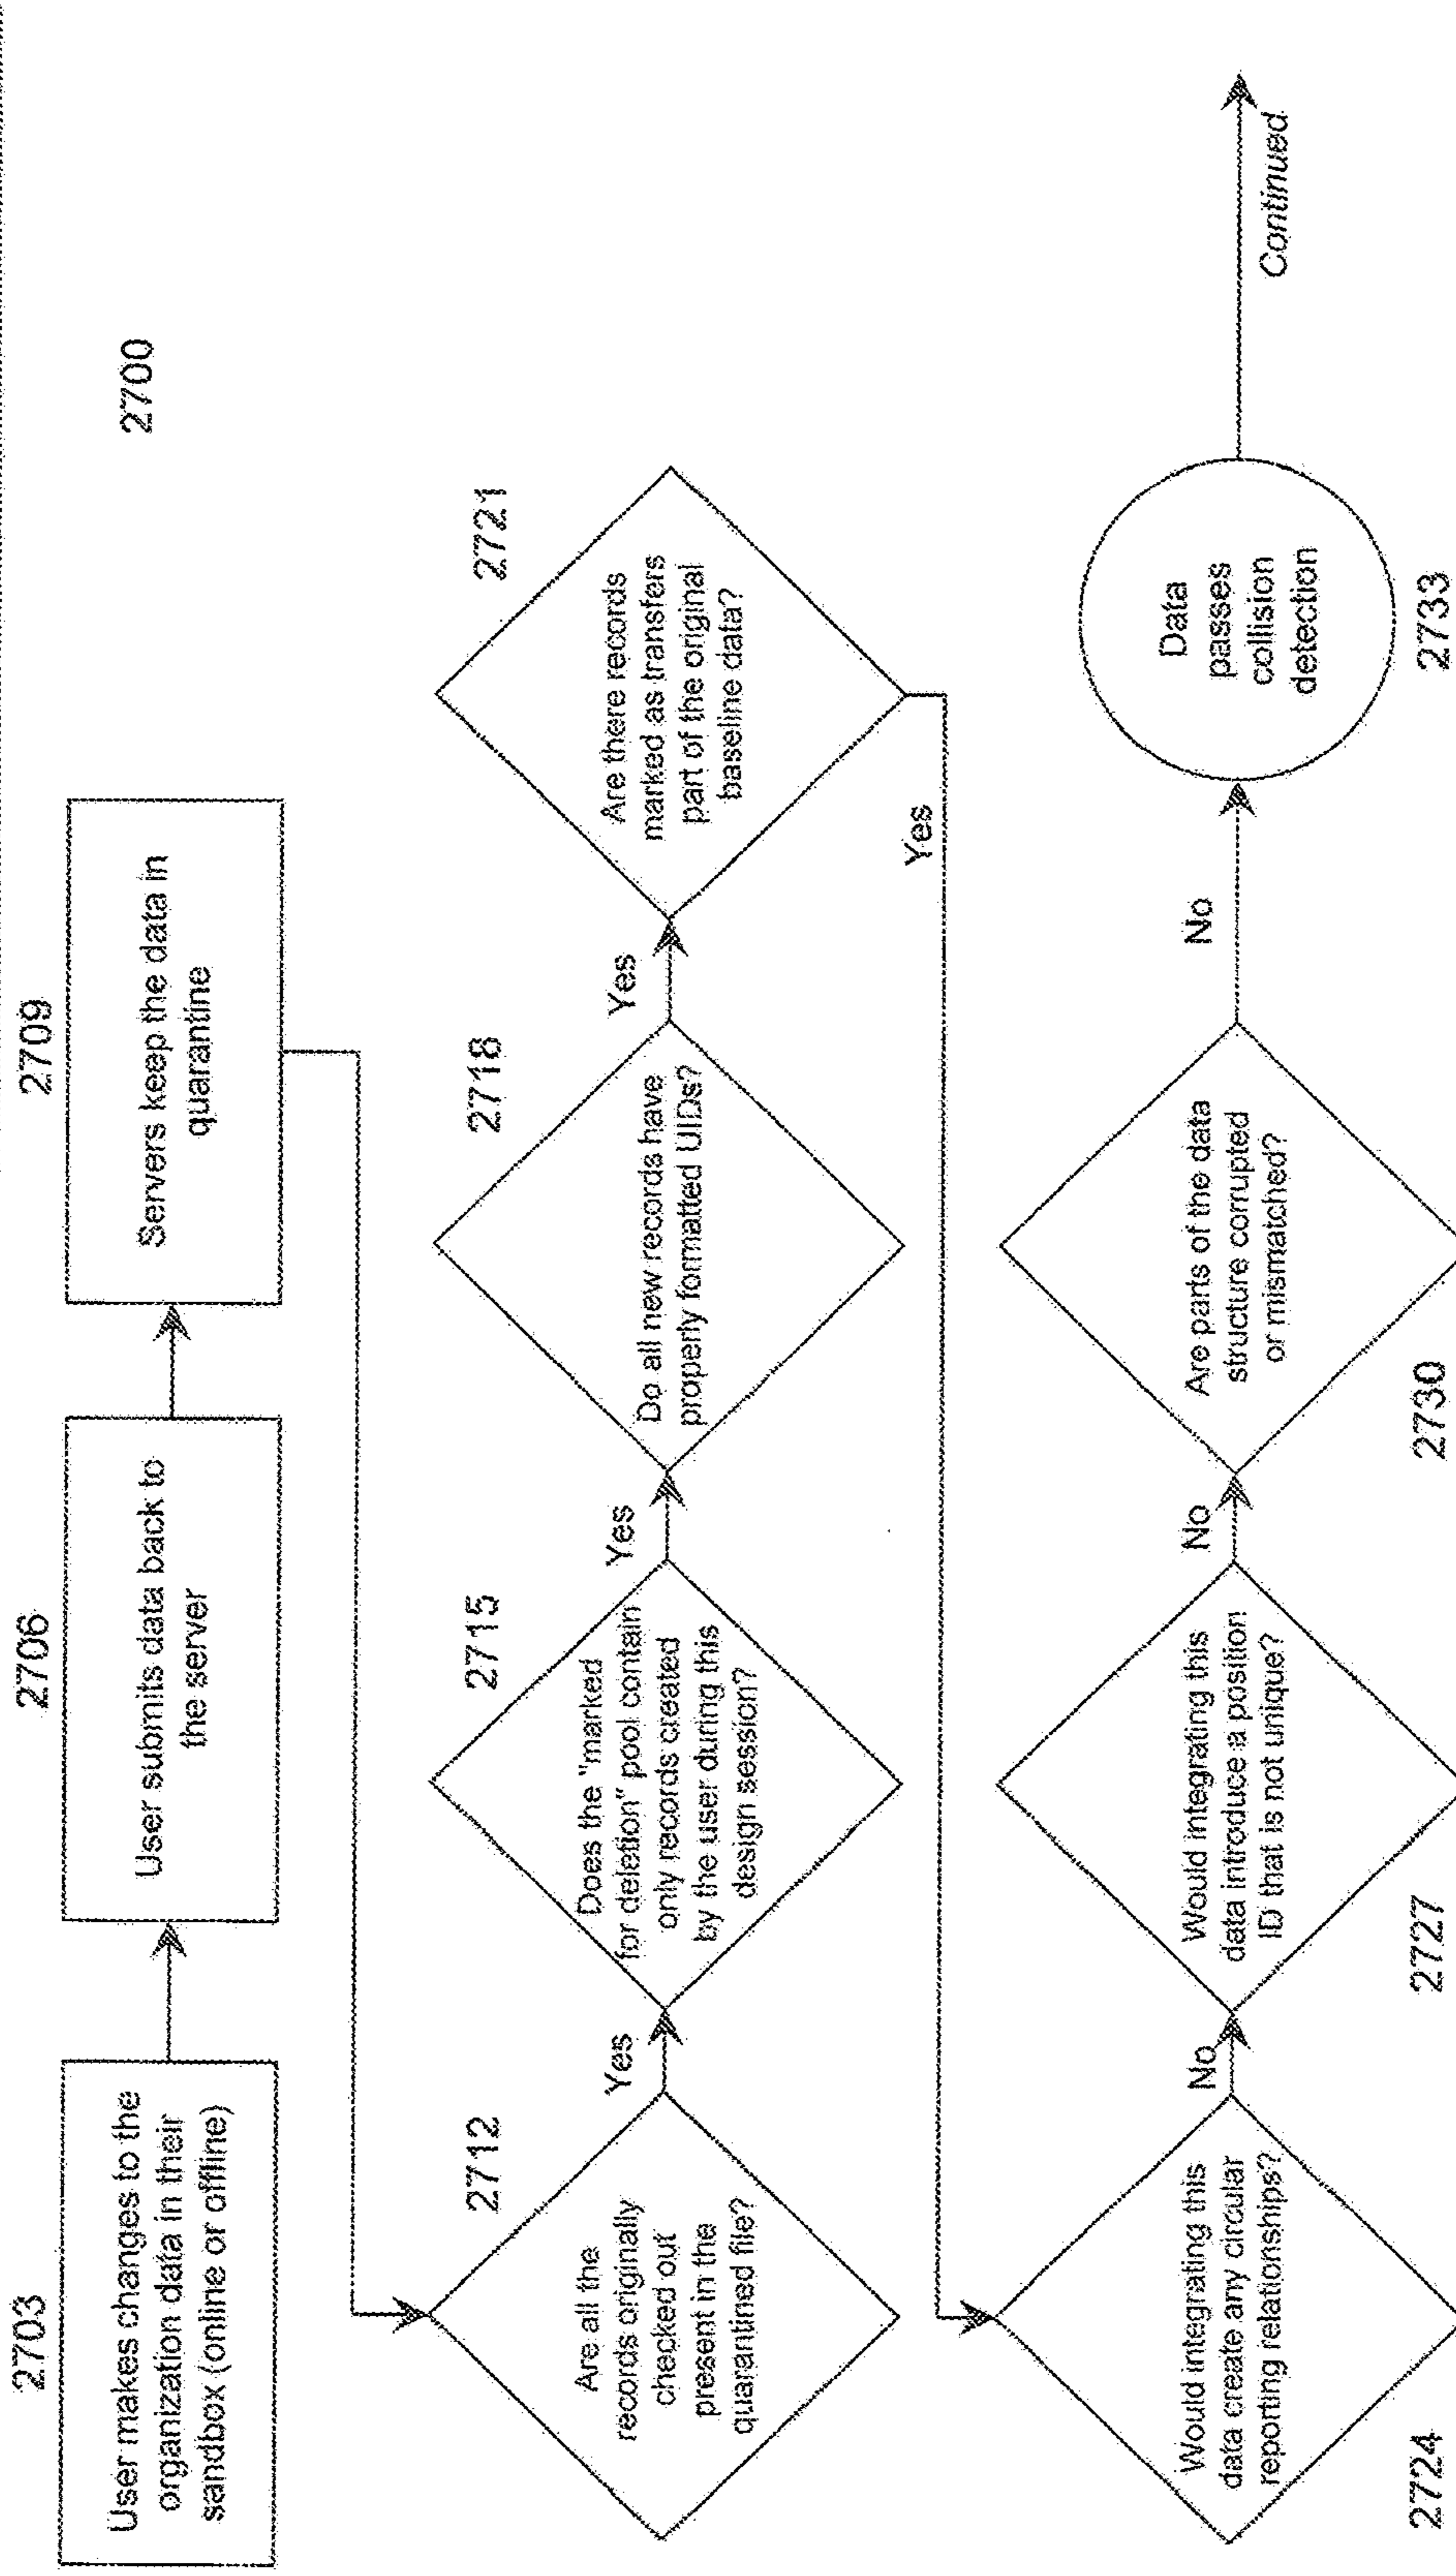 2700
2703
User makes changes to the
organization data in their
sandbox (online or offline)
2706
User submits data back to
the server
2709
Servers keep the data in
quarantine
2712
Are all the
records originally
checked out
present in the
quarantined file?
Yes
2715
Does the "marked
for deletion" pool contain
only records created
by the user during this
design session?
Yes
2718
Do all new records have
properly formatted UIDs?
Yes
2721
Are there records
marked as transfers
part of the original
baseline data?
Yes
2724
Would integrating this
data create any circular
reporting relationships?
No
2727
Would integrating this
data introduce a position
ID that is not unique?
No
2730
Are parts of the data
structure corrupted
or mismatched?
No
2733
Data
passes
collision
detection
Continued